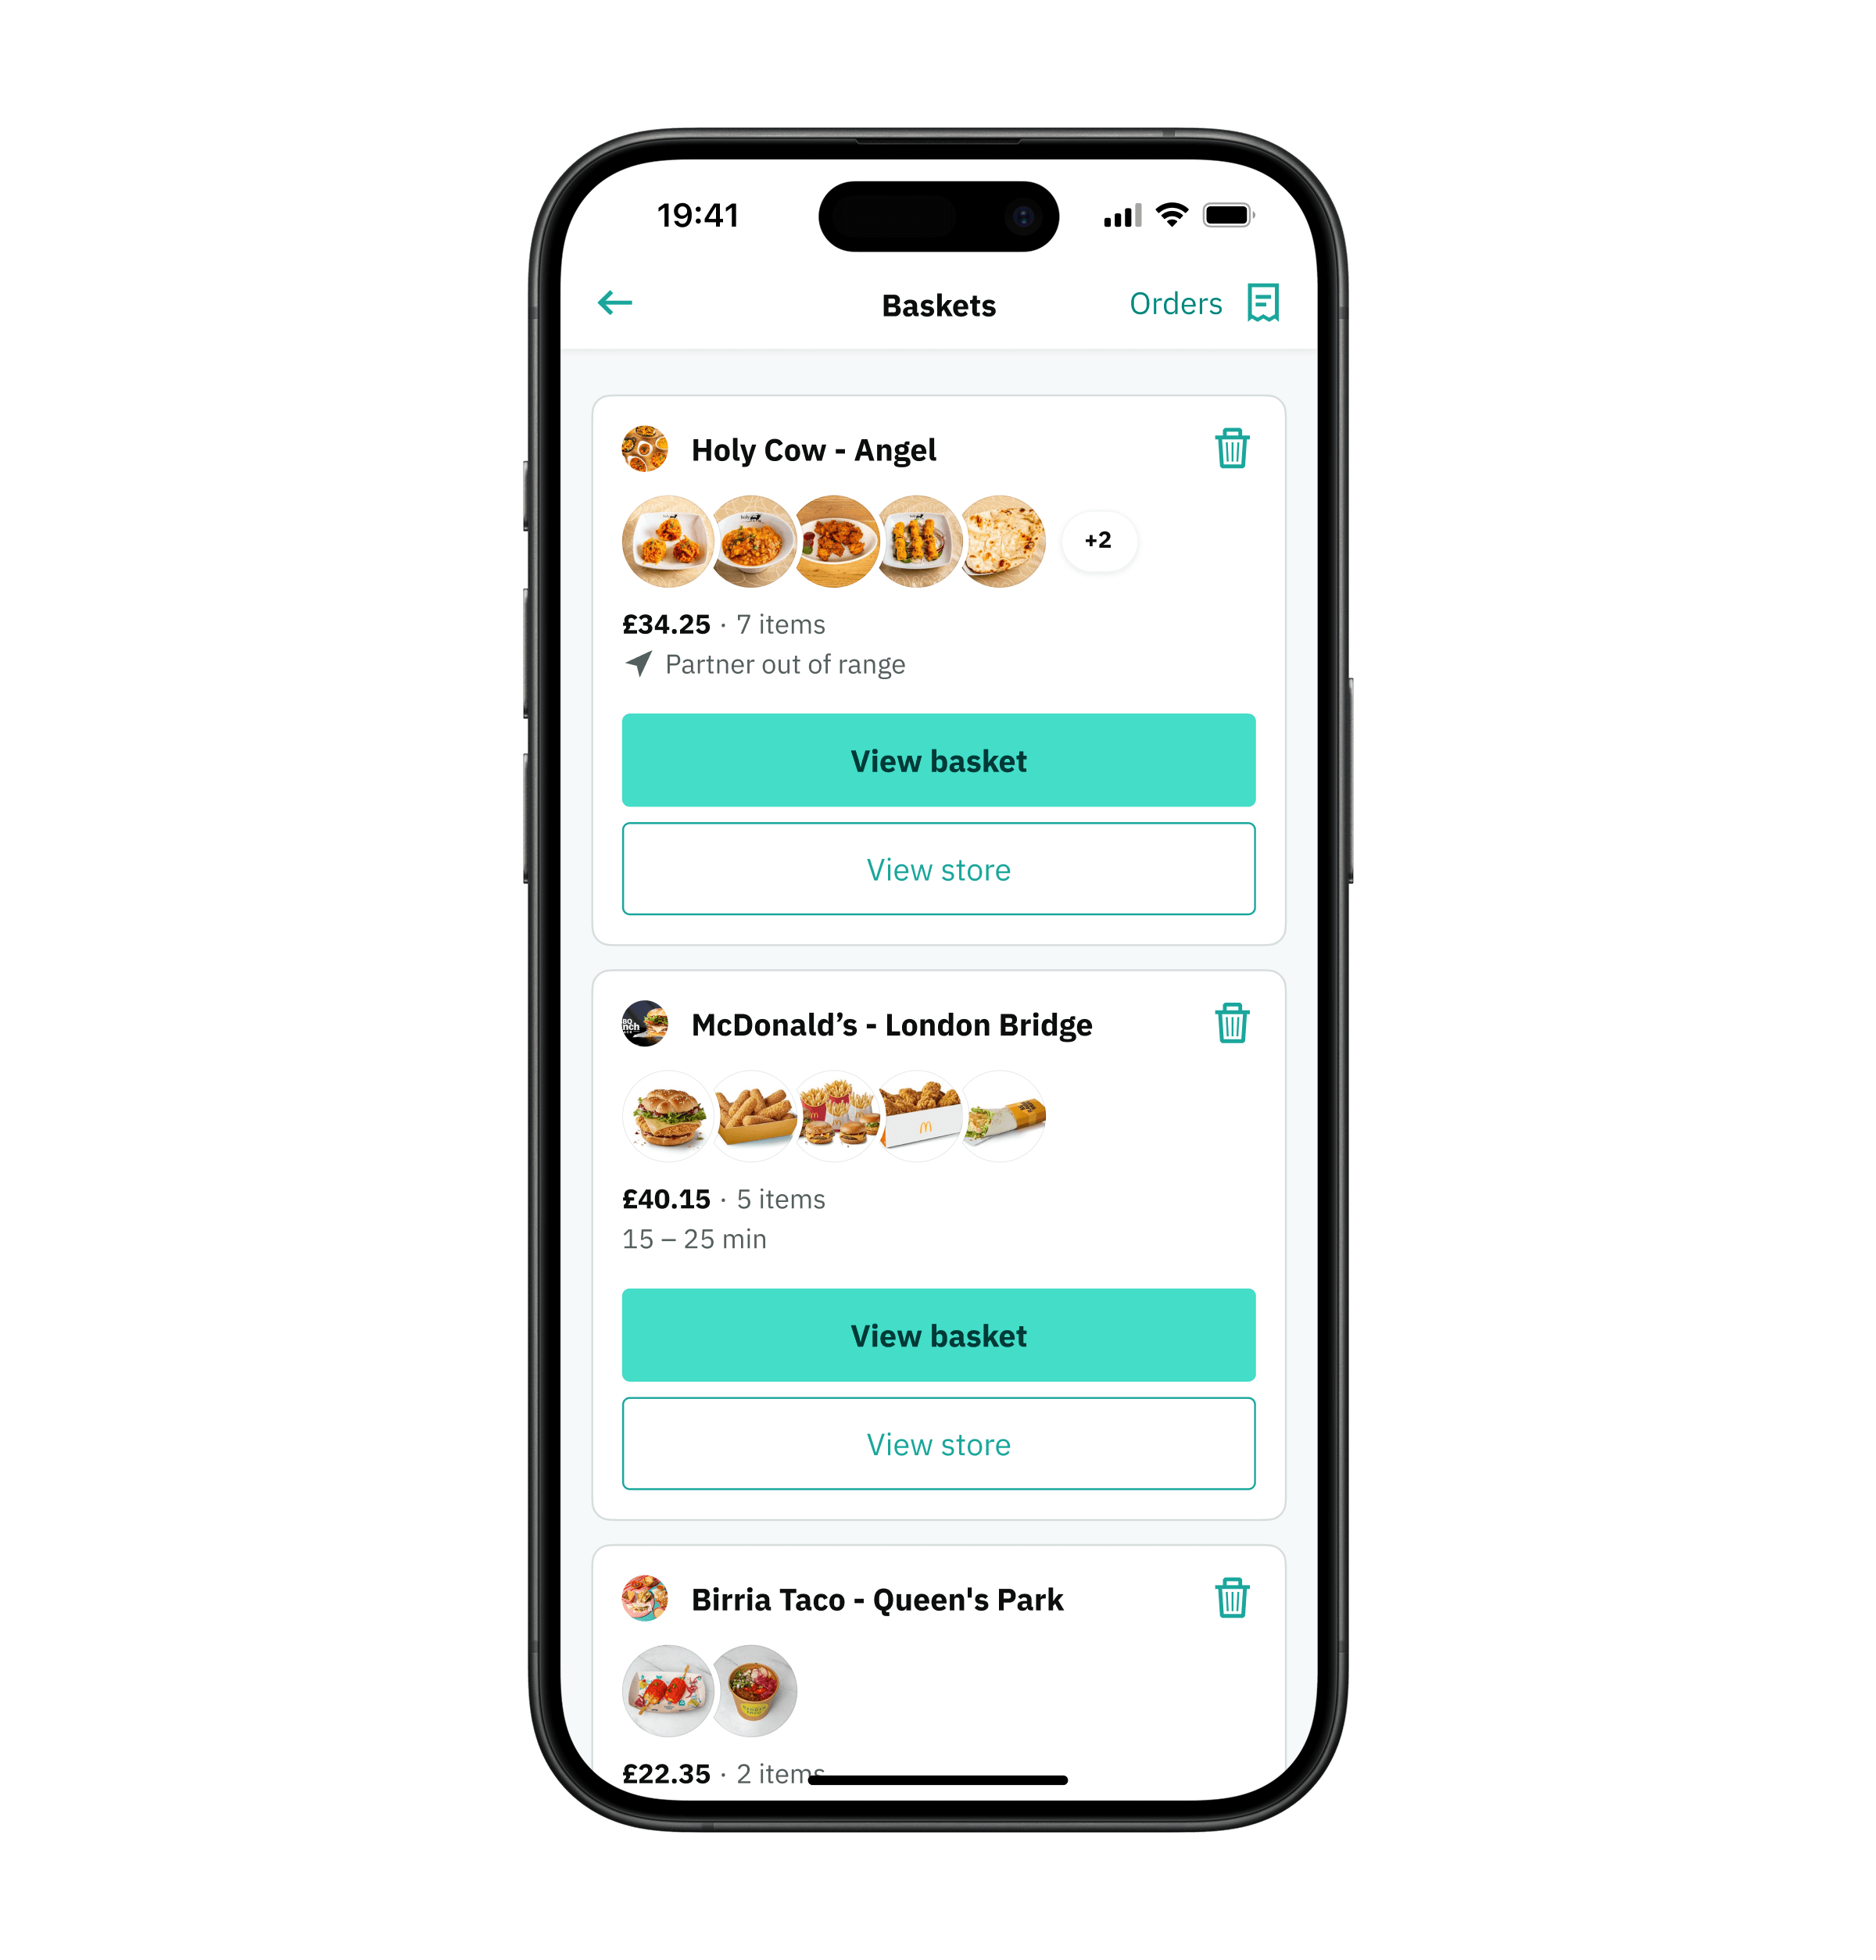 19:41
Baskets
Orders
Holy Cow - Angel
+2
£34.25 · 7 items
Partner out of range
View basket
View store
McDonald’s - London Bridge
£40.15 · 5 items
15 – 25 min
View basket
View store
Birria Taco - Queen's Park
£22.35 · 2 items